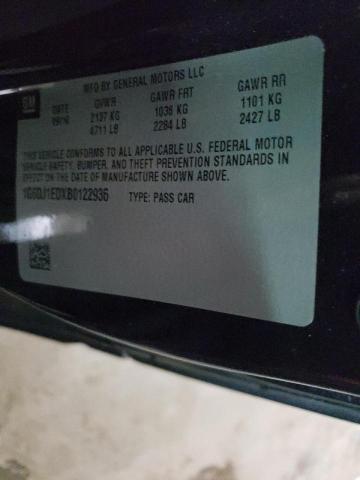 MFD BY GENERAL MOTORS LLC
GM DATE GVWR GAWR FRT GAWR RR
09/10 2137 KG 1036 KG 1101 KG
4711 LB 2284 LB 2427 LB
THIS VEHICLE CONFORMS TO ALL APPLICABLE U.S. FEDERAL MOTOR
VEHICLE SAFETY, BUMPER, AND THEFT PREVENTION STANDARDS IN
EFFECT ON THE DATE OF MANUFACTURE SHOWN ABOVE.
TYPE: PASS CAR